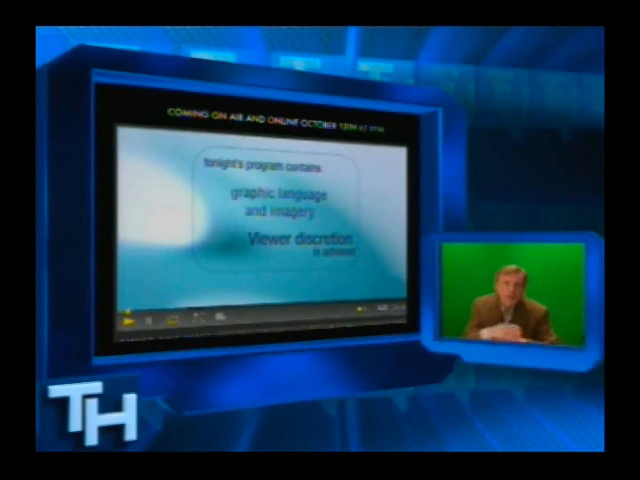 COMING ON AIR AND ONLINE OCTOBER 13TH AT
tonight's program contains
graphic language
and imagery
Viewer discretion
is advised
TH